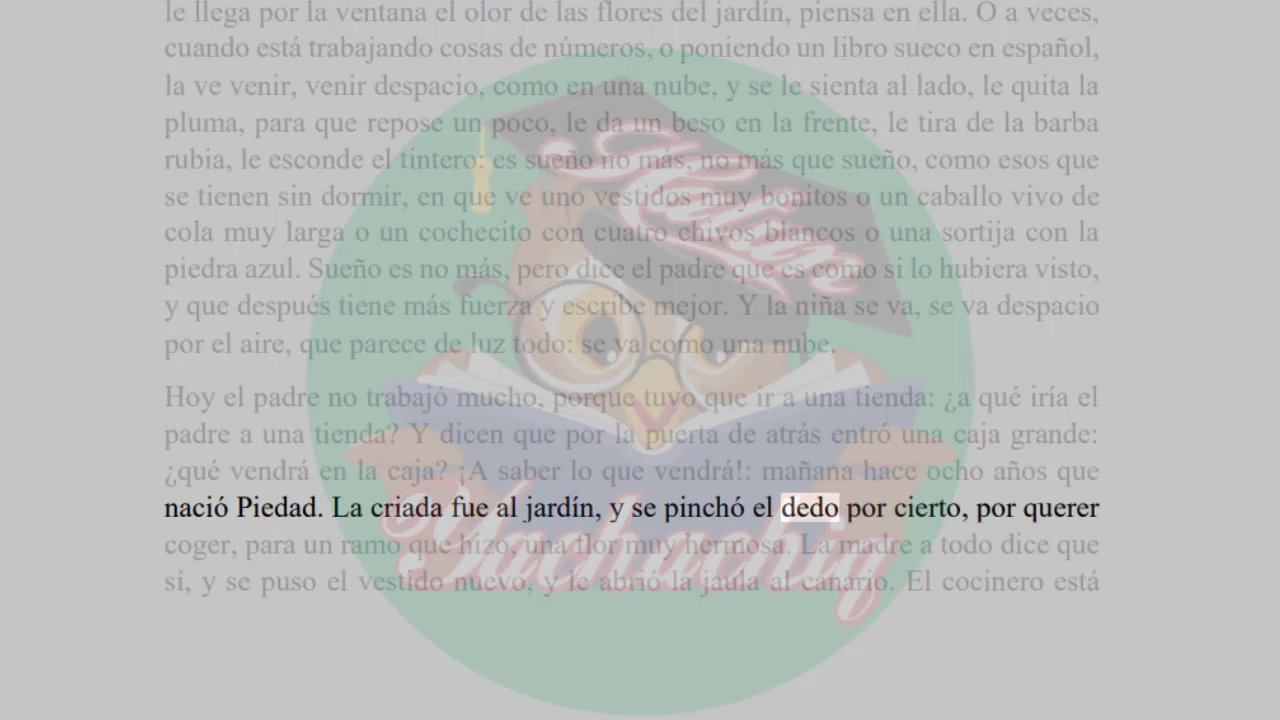 le llega por la ventana el olor de las flores del jardín, piensa en ella. O a veces,
cuando está trabajando cosas de números, o poniendo un libro sueco en español,
la ve venir, venir despacio, como en una nube, y se le sienta al lado, le quita la
pluma, para que repose un poco, le da un beso en la frente, le tira de la barba
rubia, le esconde el tintero: es sueño no más, no más que sueño, como esos que
se tienen sin dormir, en que ve uno vestidos muy bonitos o un caballo vivo de
cola muy larga o un cochecito con cuatro chivos blancos o una sortija con la
piedra azul. Sueño es no más, pero dice el padre que es como si lo hubiera visto,
y que después tiene más fuerza y escribe mejor. Y la niña se va, se va despacio
por el aire, que parece de luz todo: se va como una nube.
Hoy el padre no trabajó mucho, porque tuvo que ir a una tienda: ¿a qué iría el
padre a una tienda? Y dicen que por la puerta de atrás entró una caja grande:
¿qué vendrá en la caja? ¡A saber lo que vendrá!: mañana hace ocho años que
nació Piedad. La criada fue al jardín, y se pinchó el dedo por cierto, por querer
coger, para un ramo que hizo, una flor muy hermosa. La madre a todo dice que
sí, y se puso el vestido nuevo, y le abrió la jaula al canario. El cocinero está
Hatun
Yachachiq